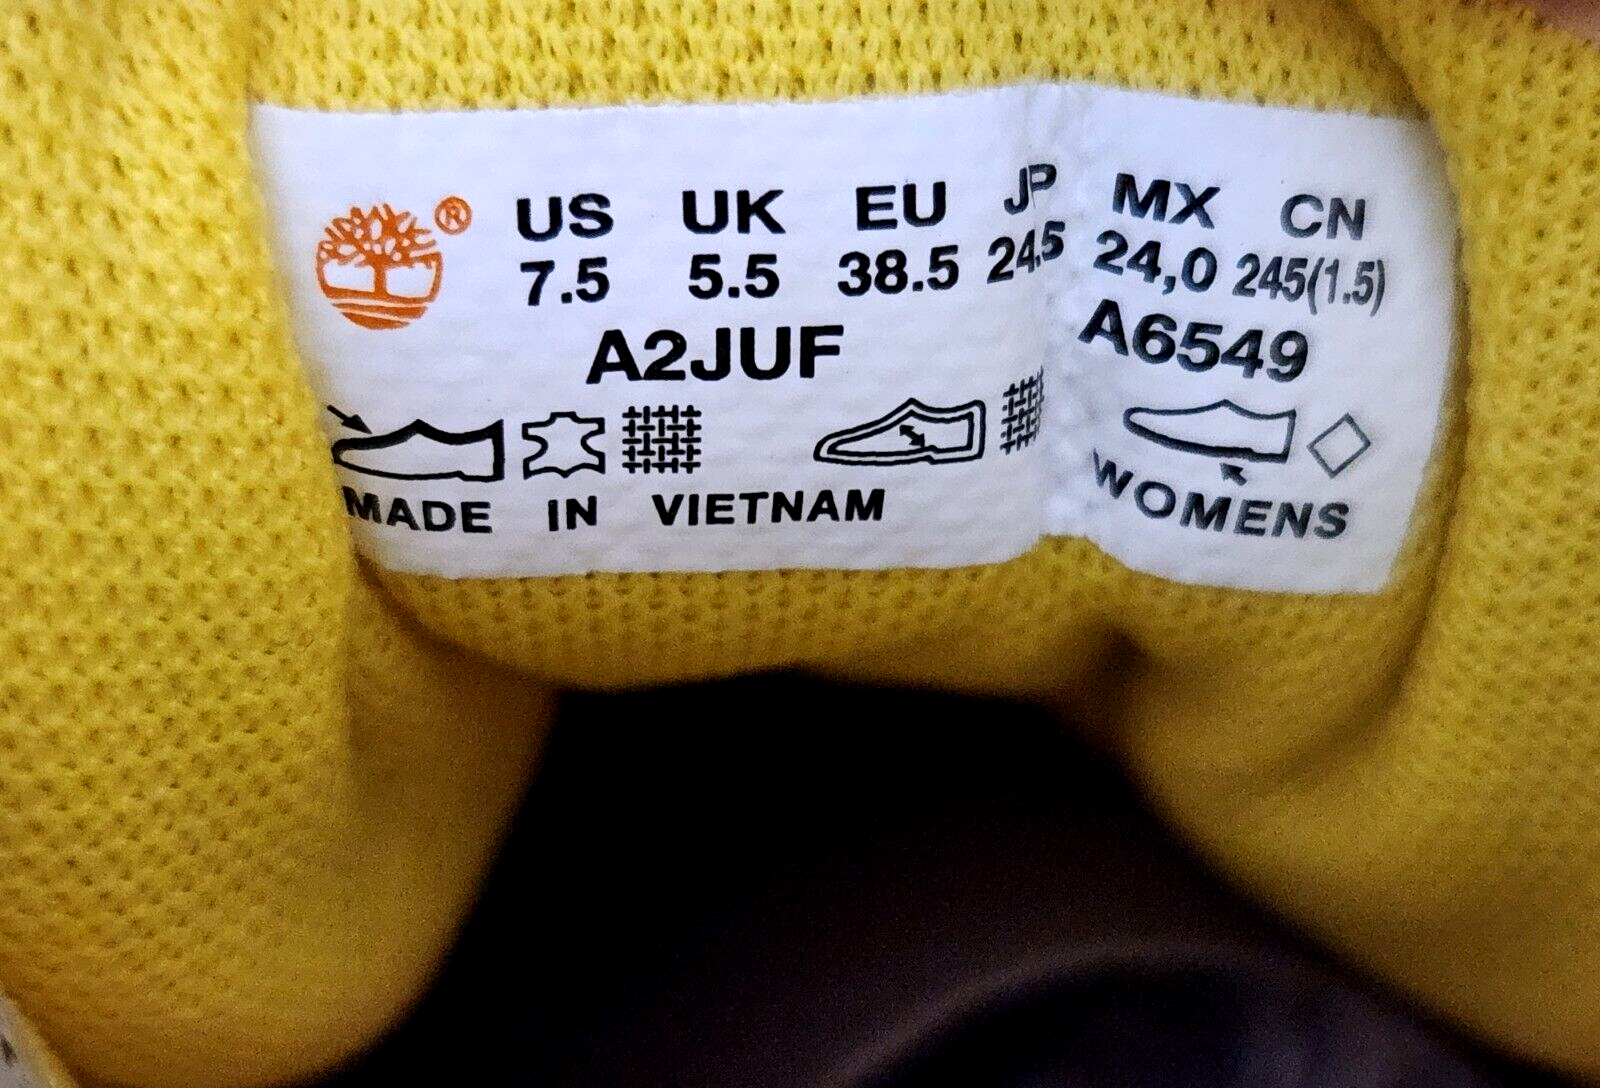 ® US UK EU JP MX CN
7.5 5.5 38.5 24.5 24,0 245(1.5)
A2JUF A6549
MADE IN VIETNAM WOMENS